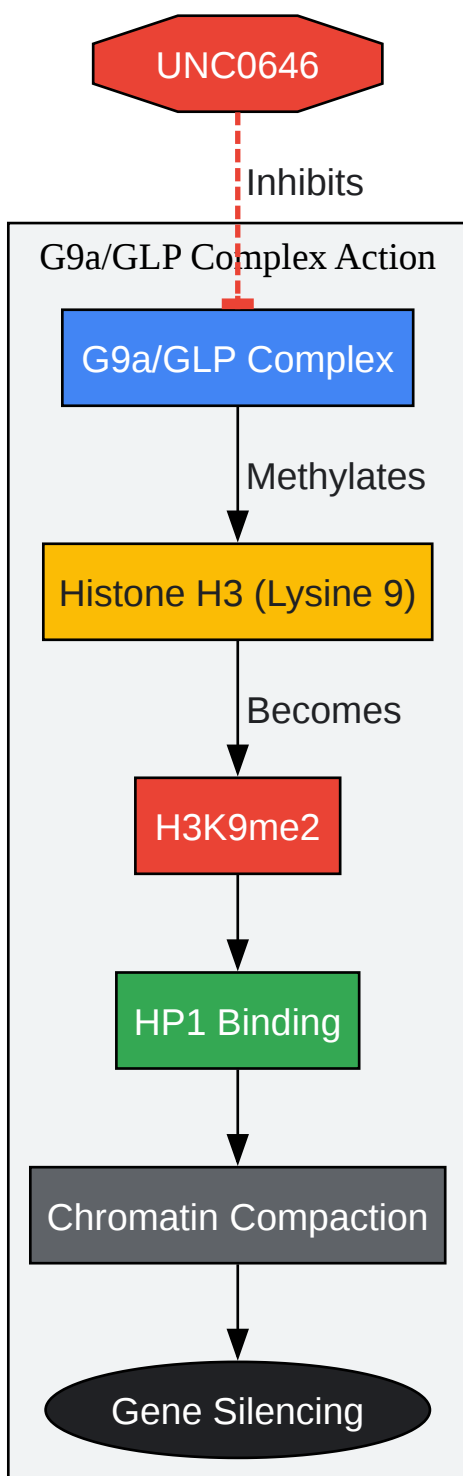 UNC0646
Inhibits
G9a/GLP Complex Action
G9a/GLP Complex
Methylates
Histone H3 (Lysine 9)
Becomes
H3K9me2
HP1 Binding
Chromatin Compaction
Gene Silencing